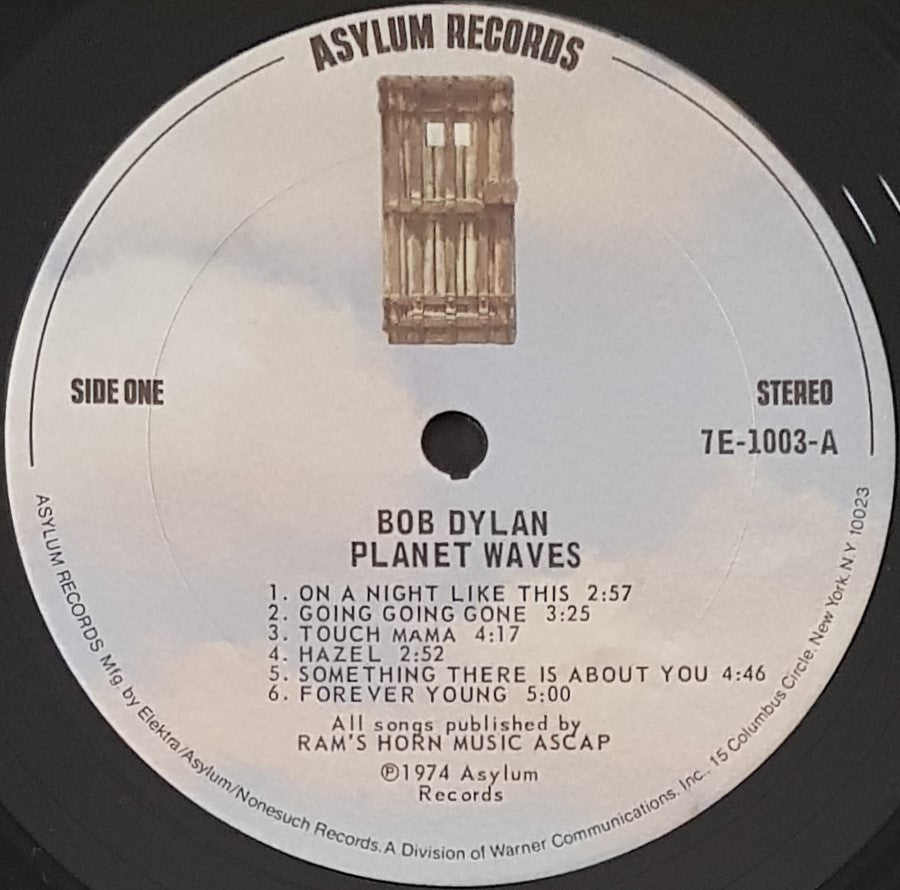 ASYLUM RECORDS
SIDE ONE
STEREO
7E-1003-A
BOB DYLAN
PLANET WAVES
1. ON A NIGHT LIKE THIS 2:57
2. GOING GOING GONE 3:25
3. TOUCH MAMA 4:17
4. HAZEL 2:52
5. SOMETHING THERE IS ABOUT YOU 4:46
6. FOREVER YOUNG 5:00
All songs published by
RAM'S HORN MUSIC ASCAP
℗1974 Asylum
Records
ASYLUM RECORDS Mfg. by Elektra/Asylum/Nonesuch Records. A Division of Warner Communications. Inc.. 15 Columbus Circle. New York. N.Y 10023